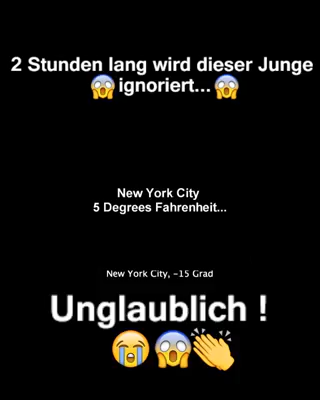 2 Stunden lang wird dieser Junge
😱ignoriert...😱
New York City
5 Degrees Fahrenheit...
New York City, -15 Grad
Unglaublich !
😭😱👏